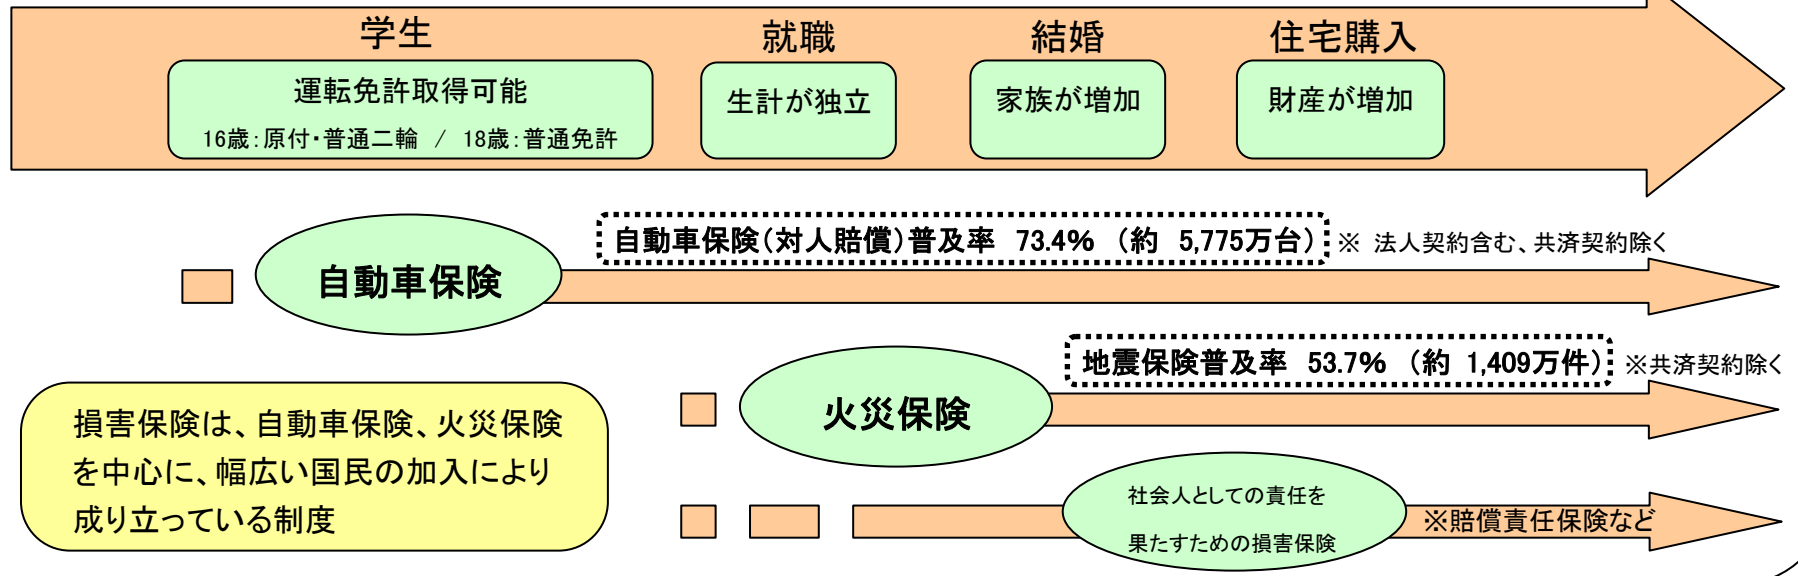 学生
就職
結婚
住宅購入
運転免許取得可能
16歳：原付・普通二輪 / 18歳：普通免許
生計が独立
家族が増加
財産が増加
自動車保険（対人賠償）普及率 73.4% （約 5,775万台）
※ 法人契約含む、共済契約除く
自動車保険
地震保険普及率 53.7% （約 1,409万件）
※共済契約除く
火災保険
損害保険は、自動車保険、火災保険
を中心に、幅広い国民の加入により
成り立っている制度
社会人としての責任を
果たすための損害保険
※賠償責任保険など